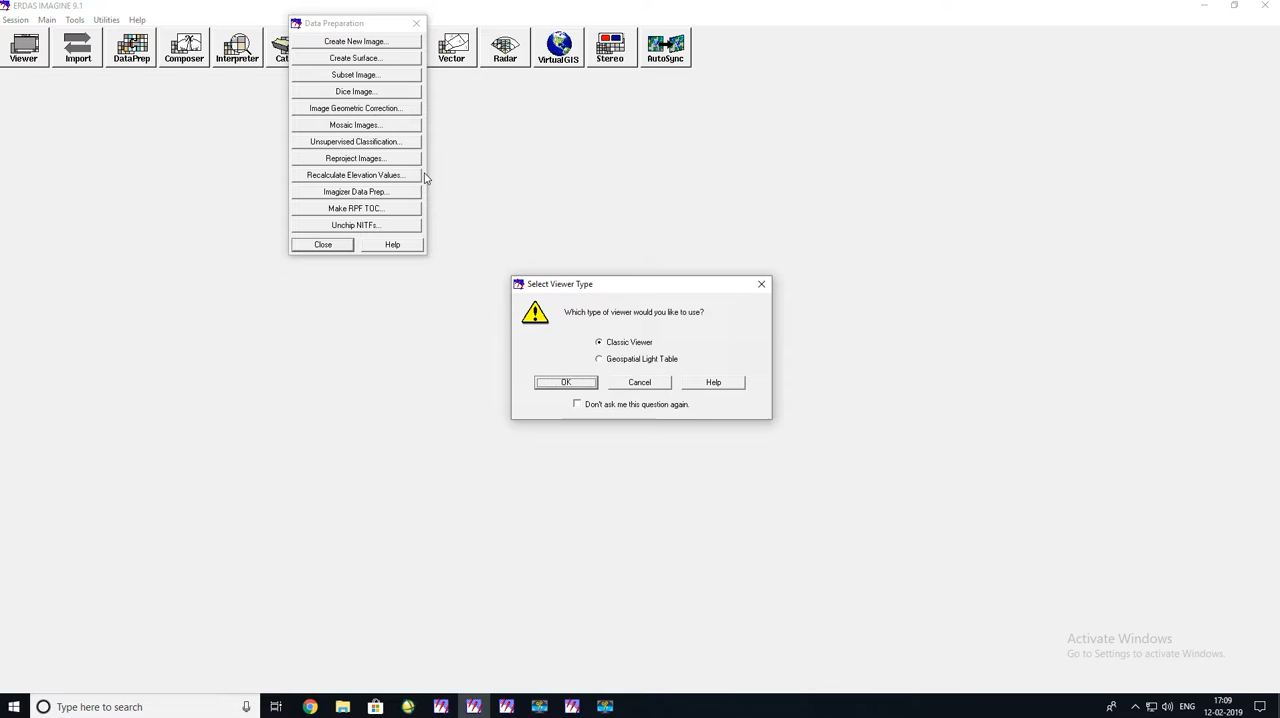 ERDAS IMAGINE 9.1
Session Main Tools Utilities Help
Viewer Import DataPrep Composer Interpreter Vector Radar VirtualGIS Stereo AutoSync
Data Preparation
Create New Image...
Create Surface...
Subset Image...
Dice Image...
Image Geometric Correction...
Mosaic Images...
Unsupervised Classification...
Reproject Images...
Recalculate Elevation Values...
Imagizer Data Prep...
Make RPF TOC...
Unchip NITFs...
Close Help
Select Viewer Type
Which type of viewer would you like to use?
Classic Viewer
Geospatial Light Table
OK Cancel Help
Don't ask me this question again.
Activate Windows
Go to Settings to activate Windows.
Type here to search
ENG
17:09
12-02-2019